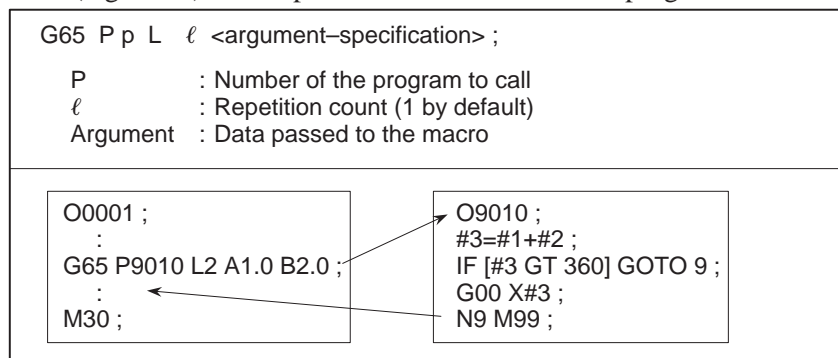 G65 P p L ℓ <argument–specification> ;
P : Number of the program to call
ℓ : Repetition count (1 by default)
Argument : Data passed to the macro
O0001 ;
:
G65 P9010 L2 A1.0 B2.0 ;
:
M30 ;
O9010 ;
#3=#1+#2 ;
IF [#3 GT 360] GOTO 9 ;
G00 X#3 ;
N9 M99 ;